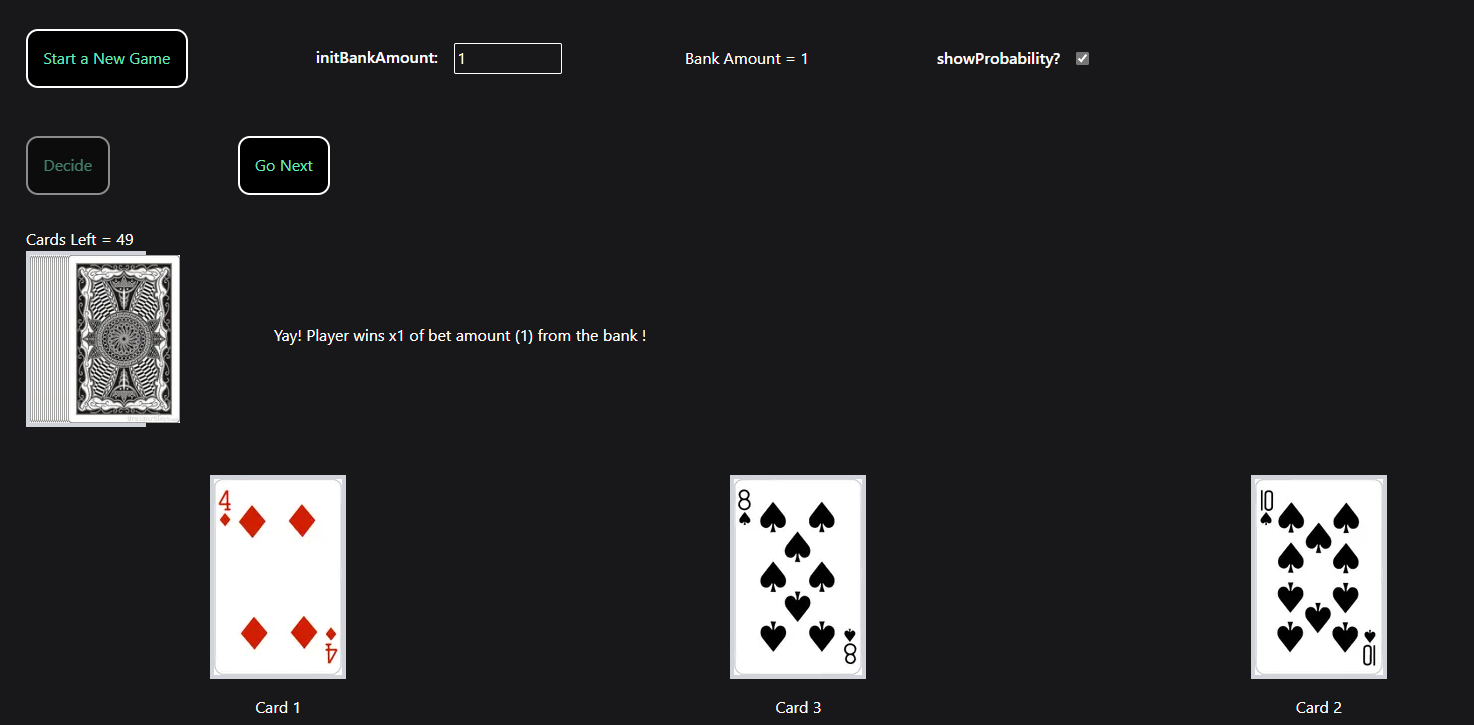 Start a New Game
initBankAmount: 1
Bank Amount = 1
showProbability?
Decide
Go Next
Cards Left = 49
Yay! Player wins x1 of bet amount (1) from the bank !
4
4
8
8
10
10
Card 1
Card 3
Card 2